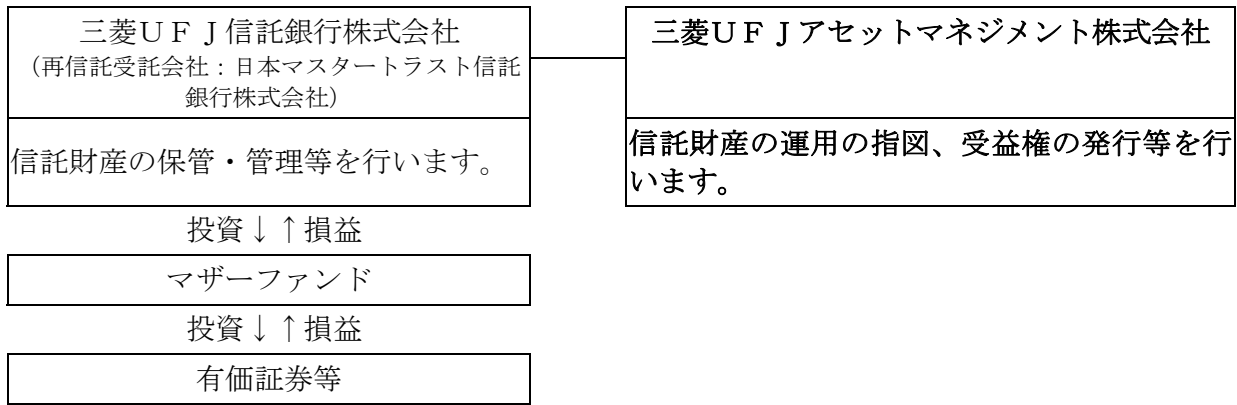 三菱ＵＦＪ信託銀行株式会社
（再信託受託会社：日本マスタートラスト信託
銀行株式会社）
信託財産の保管・管理等を行います。
三菱ＵＦＪアセットマネジメント株式会社
信託財産の運用の指図、受益権の発行等を行
います。
投資↓↑損益
マザーファンド
投資↓↑損益
有価証券等